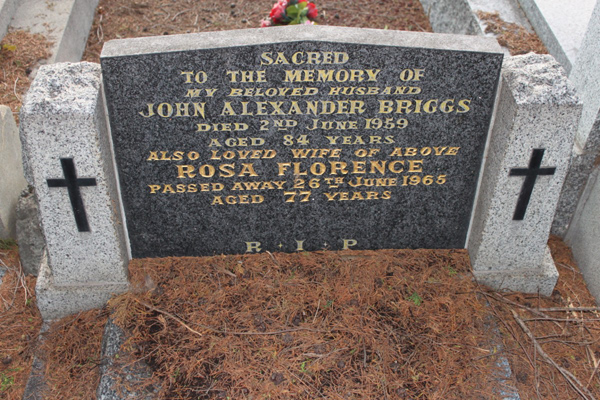 SACRED
TO THE MEMORY OF
MY BELOVED HUSBAND
JOHN ALEXANDER BRIGGS
DIED 2ND JUNE 1959
AGED 84 YEARS
ALSO LOVED WIFE OF ABOVE
ROSA FLORENCE
PASSED AWAY 26TH JUNE 1965
AGED 77 YEARS
R · I · P